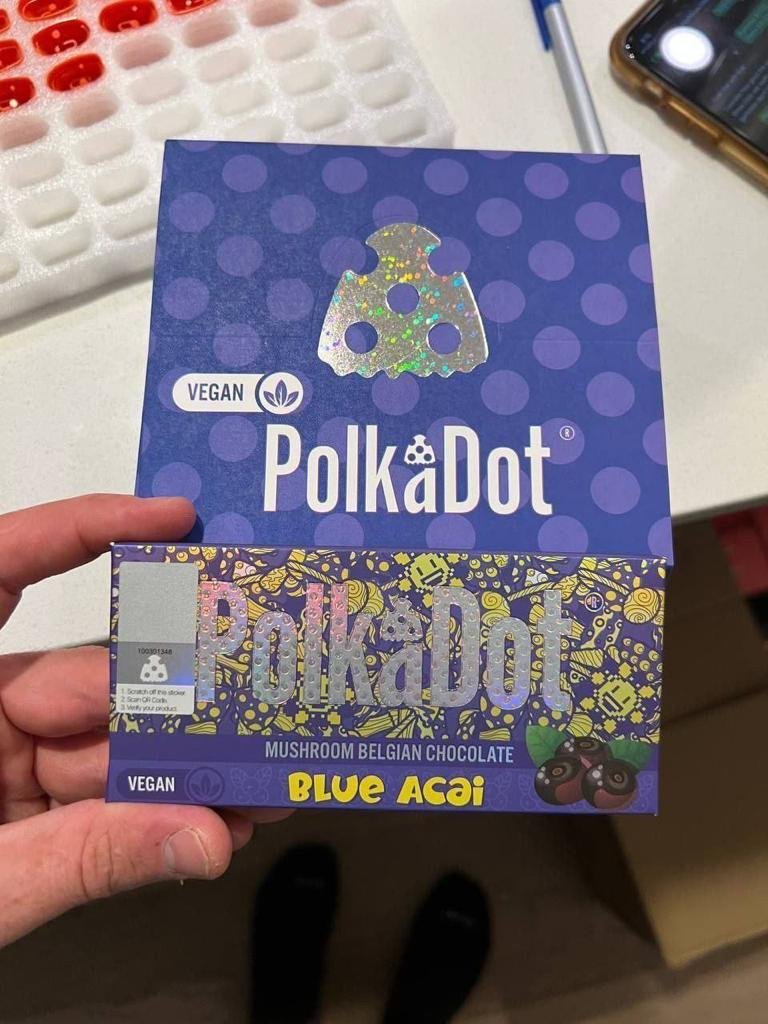 VEGAN
PolkaDot®
100391348
1. Scratch off this sticker
2. Scan QR Code
3. Verify your product
PolkaDot
MUSHROOM BELGIAN CHOCOLATE
VEGAN
BLUE ACAI